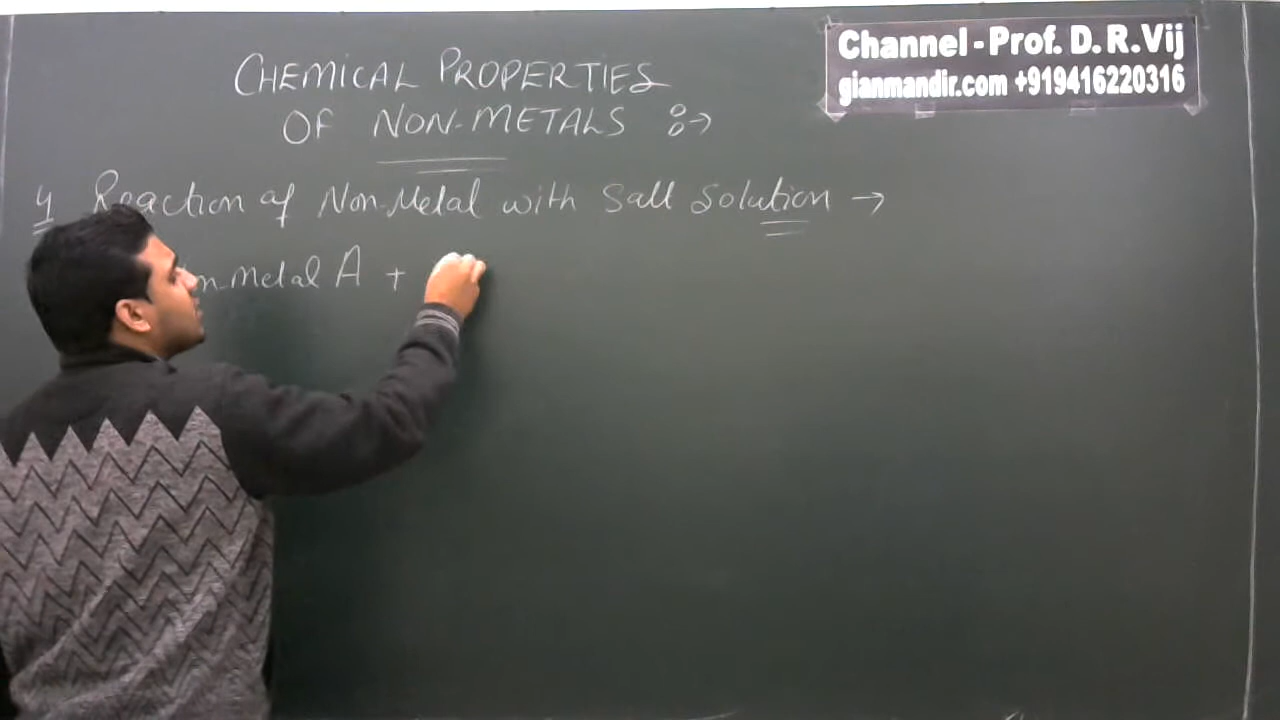 Channel - Prof. D. R. Vij
gianmandir.com +919416220316
CHEMICAL PROPERTIES
OF NON-METALS :→
4 Reaction of Non-Metal with Salt Solution →
n-metal A +